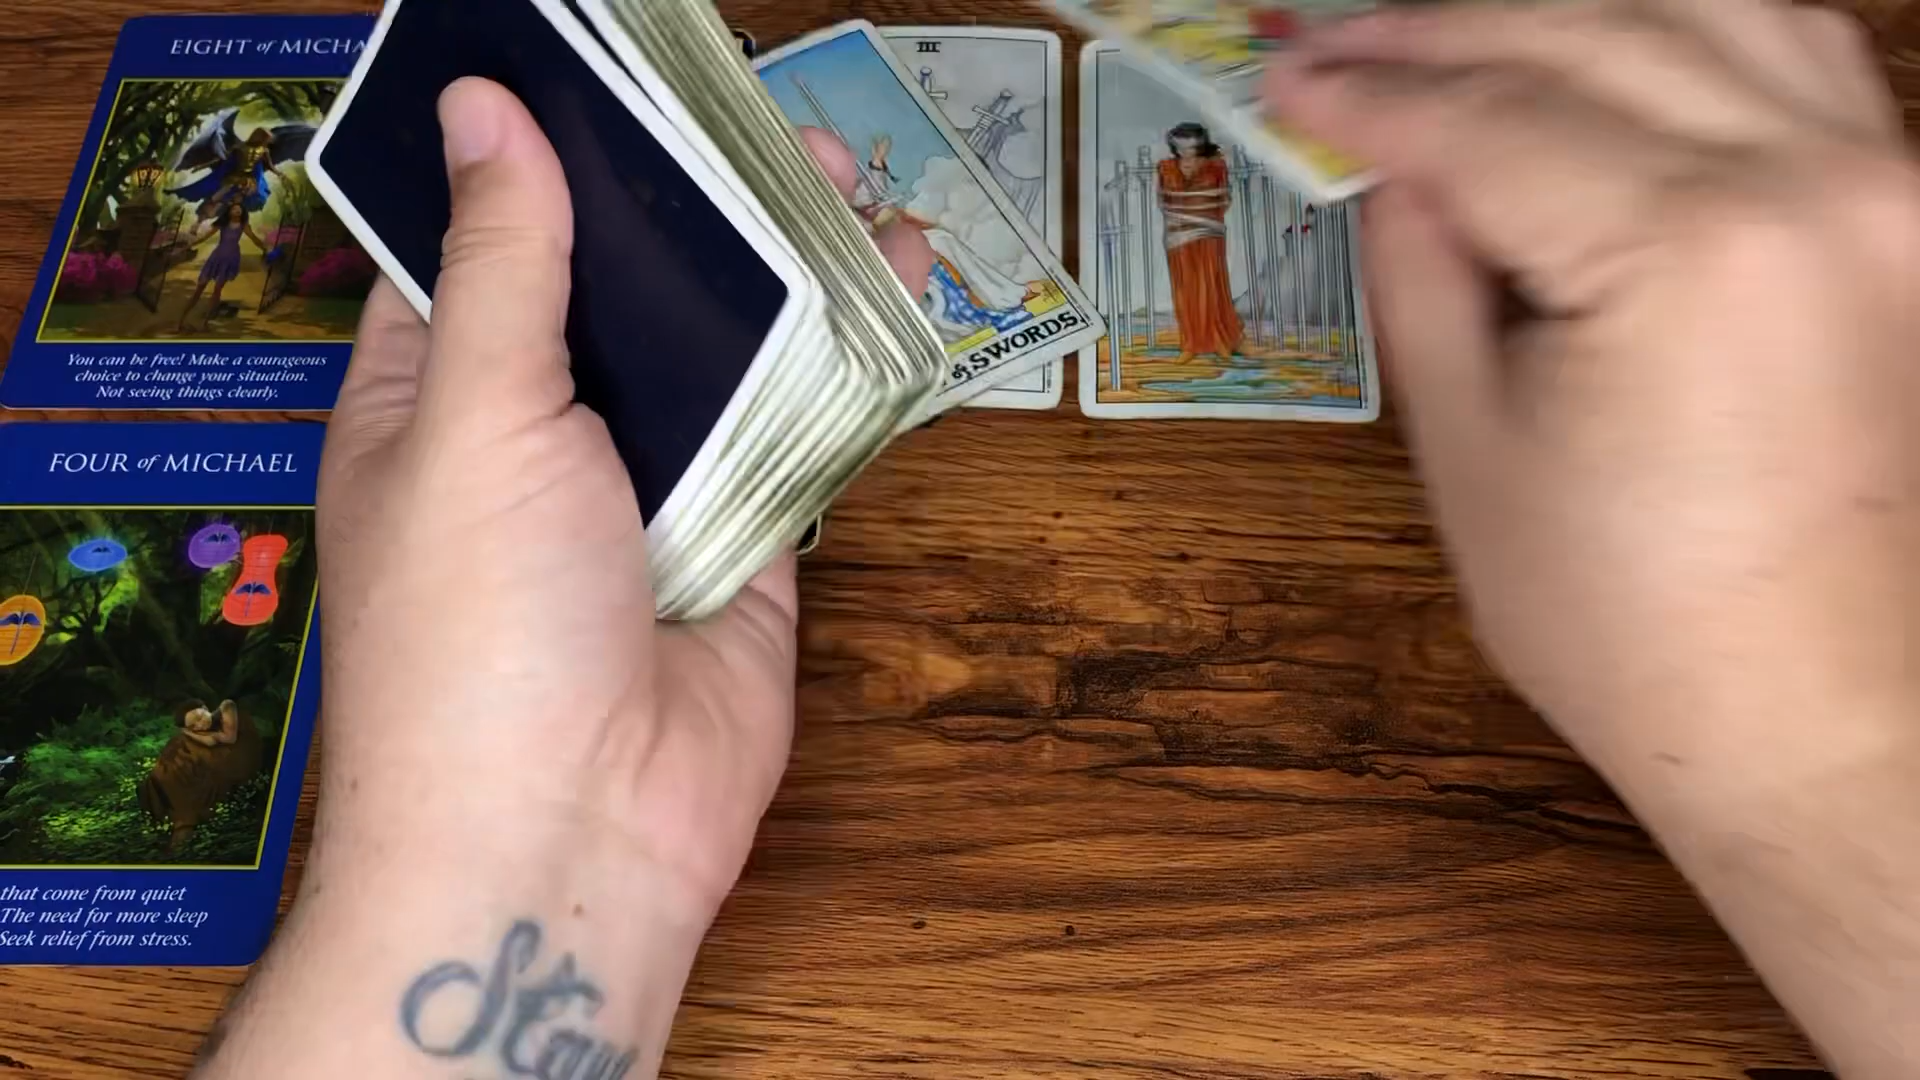 EIGHT of MICHA
You can be free! Make a courageous
choice to change your situation.
Not seeing things clearly.
FOUR of MICHAEL
that come from quiet
The need for more sleep
Seek relief from stress.
III
of SWORDS.